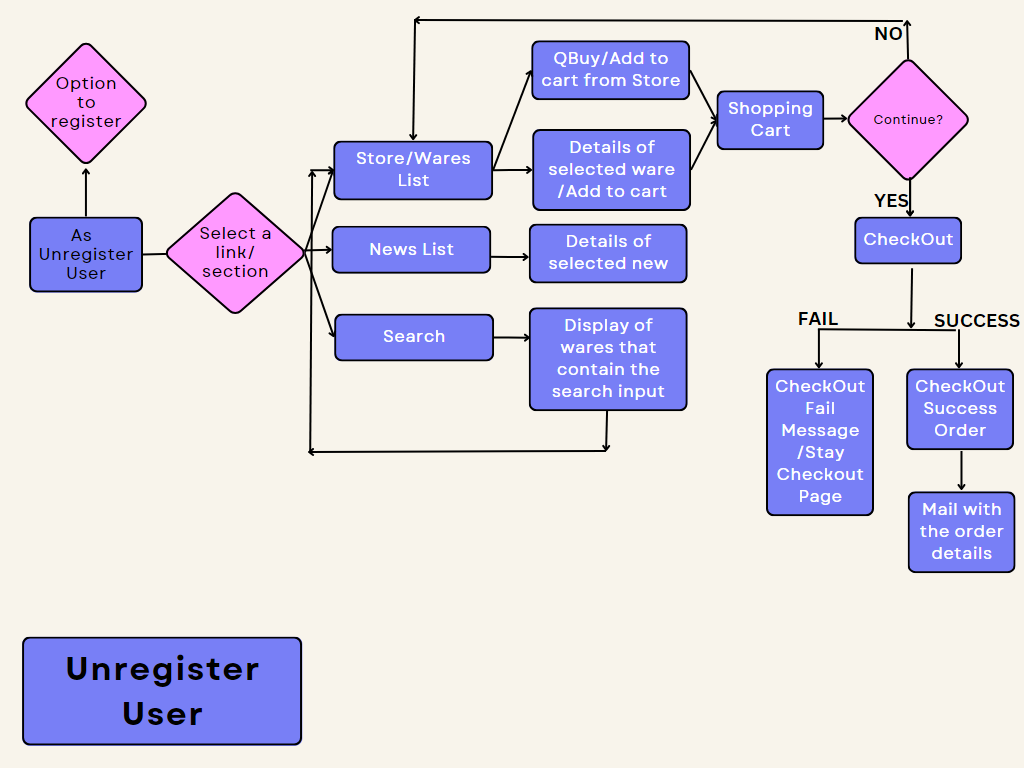 Option
to
register
As
Unregister
User
Select a
link/
section
Store/Wares
List
News List
Search
QBuy/Add to
cart from Store
Details of
selected ware
/Add to cart
Details of
selected new
Display of
wares that
contain the
search input
Shopping
Cart
NO
Continue?
YES
CheckOut
FAIL
SUCCESS
CheckOut
Fail
Message
/Stay
Checkout
Page
CheckOut
Success
Order
Mail with
the order
details
Unregister
User